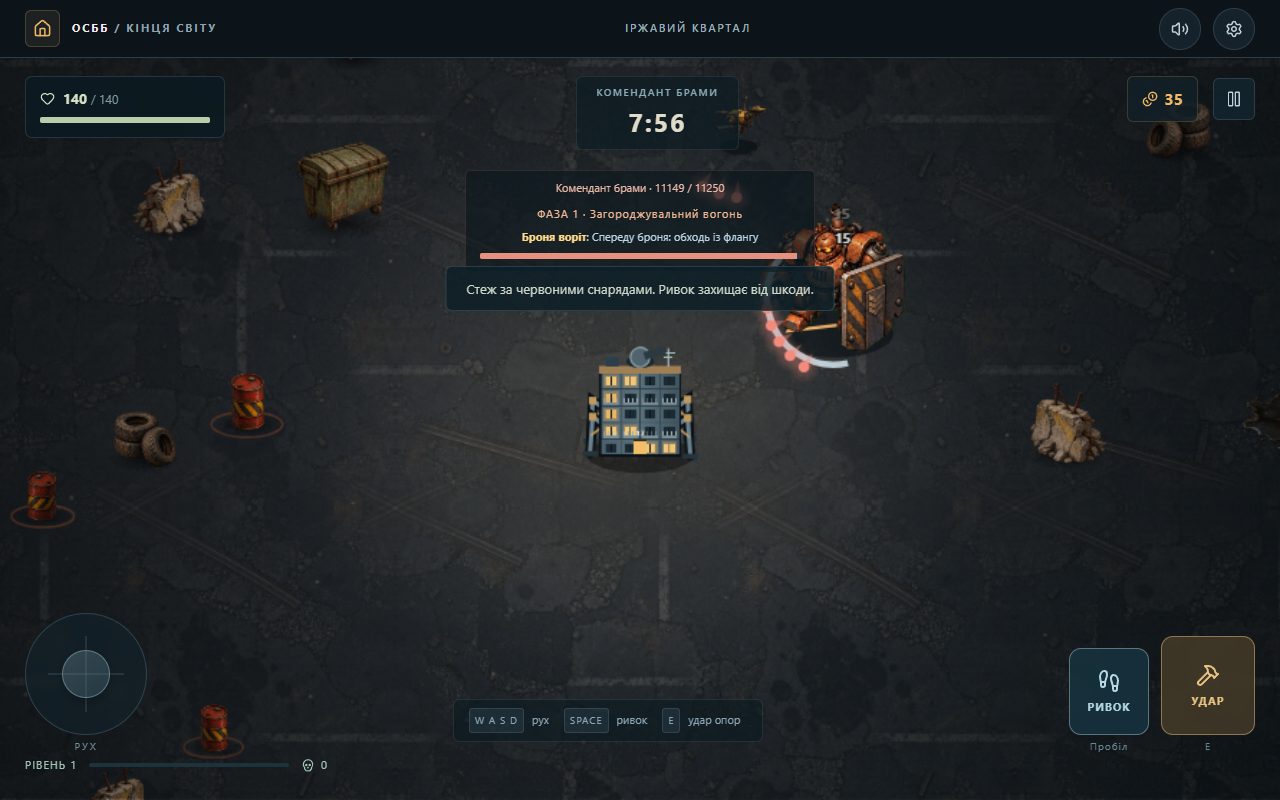 ОСББ / КІНЦЯ СВІТУ
ІРЖАВИЙ КВАРТАЛ
140 / 140
КОМЕНДАНТ БРАМИ
7:56
35
Комендант брами · 11149 / 11250
ФАЗА 1 · Загороджувальний вогонь
Броня воріт: Спереду броня: обходь із флангу
15
15
Стеж за червоними снарядами. Ривок захищає від шкоди.
W A S D рух SPACE ривок E удар опор
РИВОК
УДАР
Пробіл
E
РУХ
РІВЕНЬ 1
0